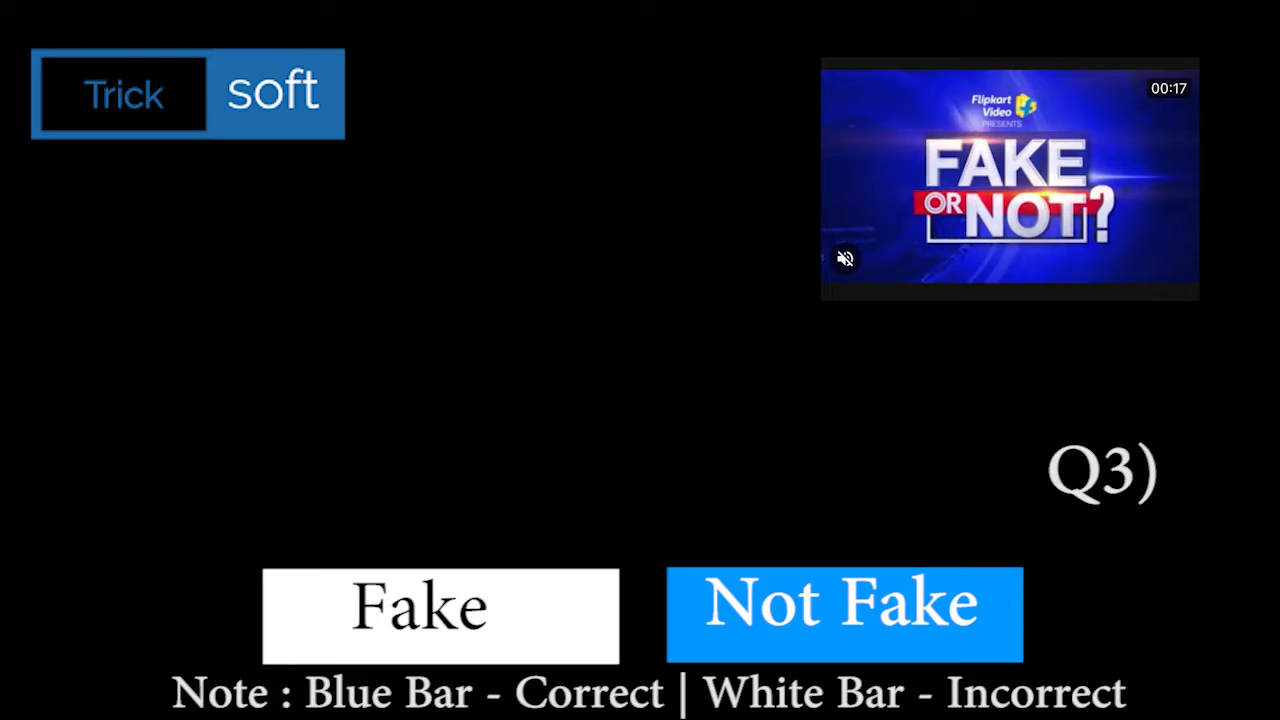 Trick soft
00:17
Flipkart
Video
PRESENTS
FAKE
OR NOT?
Q3)
Fake
Not Fake
Note : Blue Bar - Correct | White Bar - Incorrect